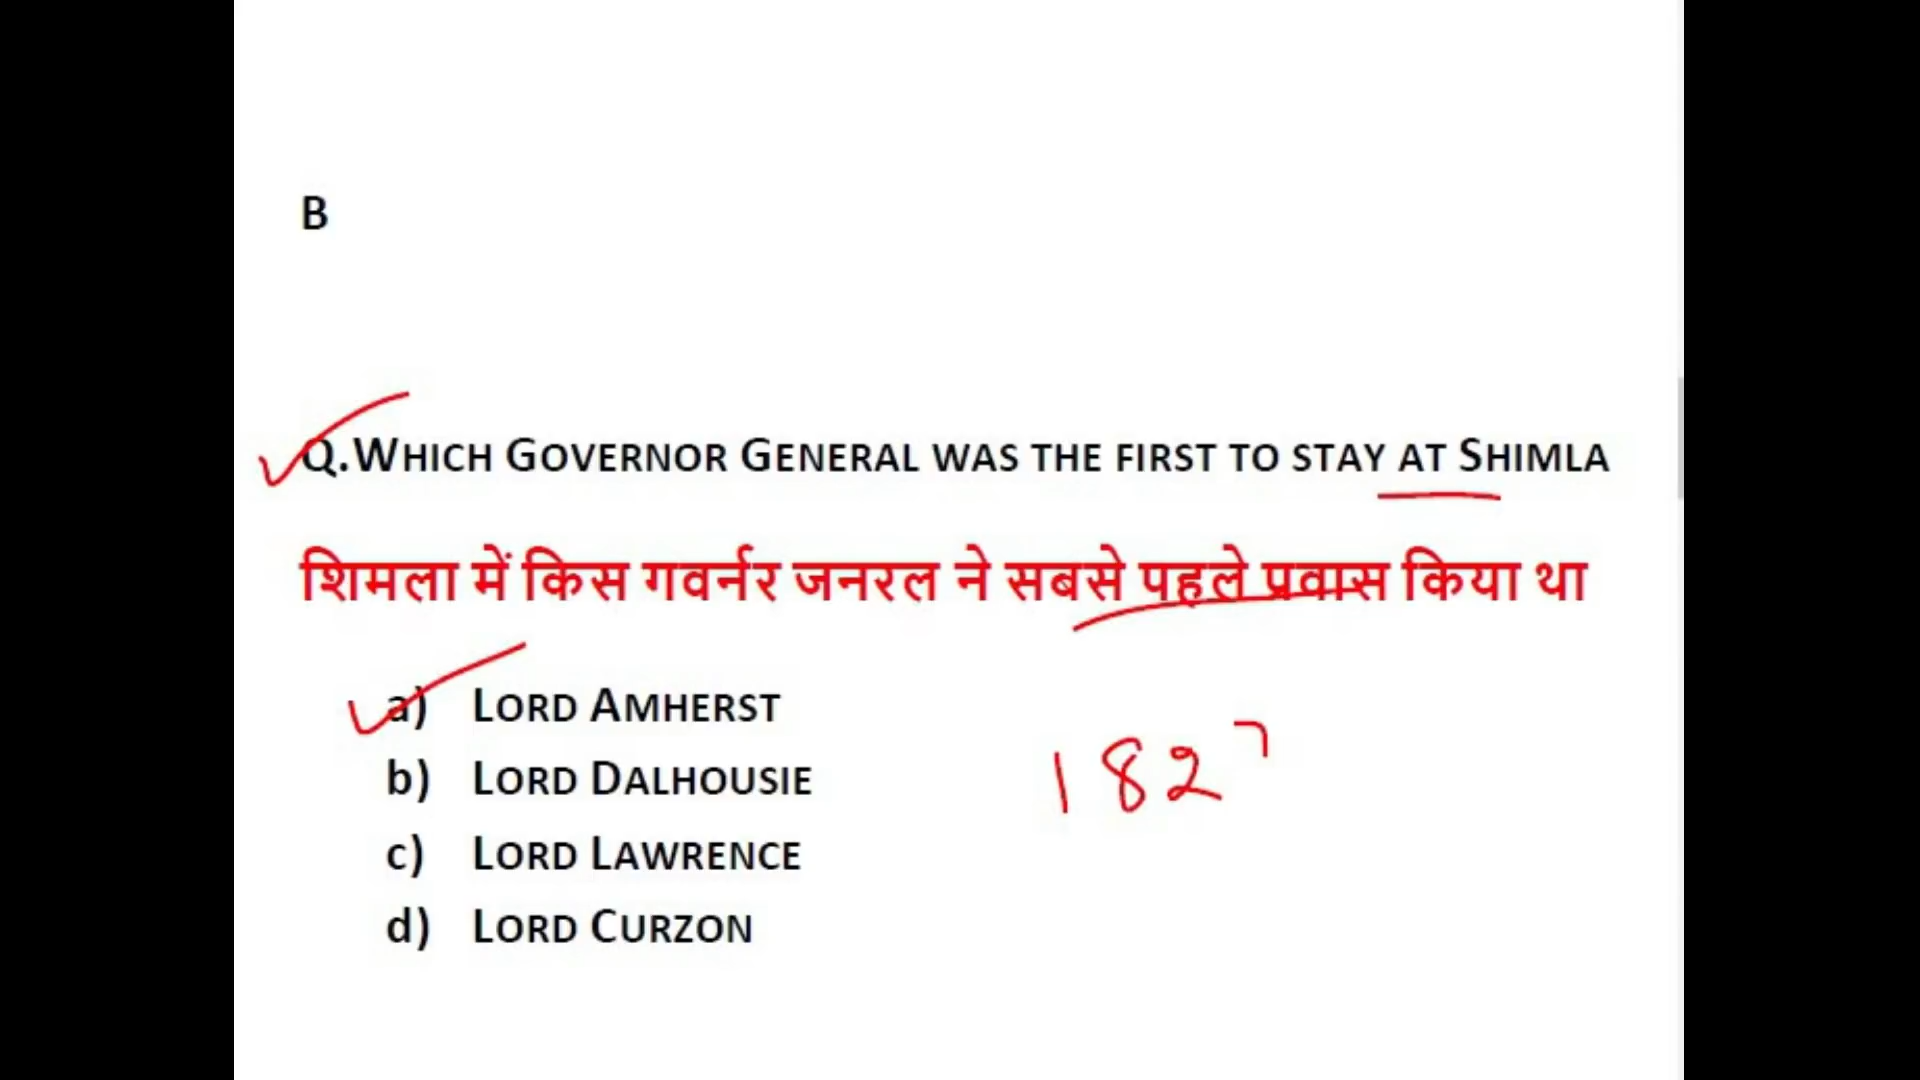 B
Q.WHICH GOVERNOR GENERAL WAS THE FIRST TO STAY AT SHIMLA
शिमला में किस गवर्नर जनरल ने सबसे पहले प्रवास किया था
a) LORD AMHERST
b) LORD DALHOUSIE
1827
c) LORD LAWRENCE
d) LORD CURZON